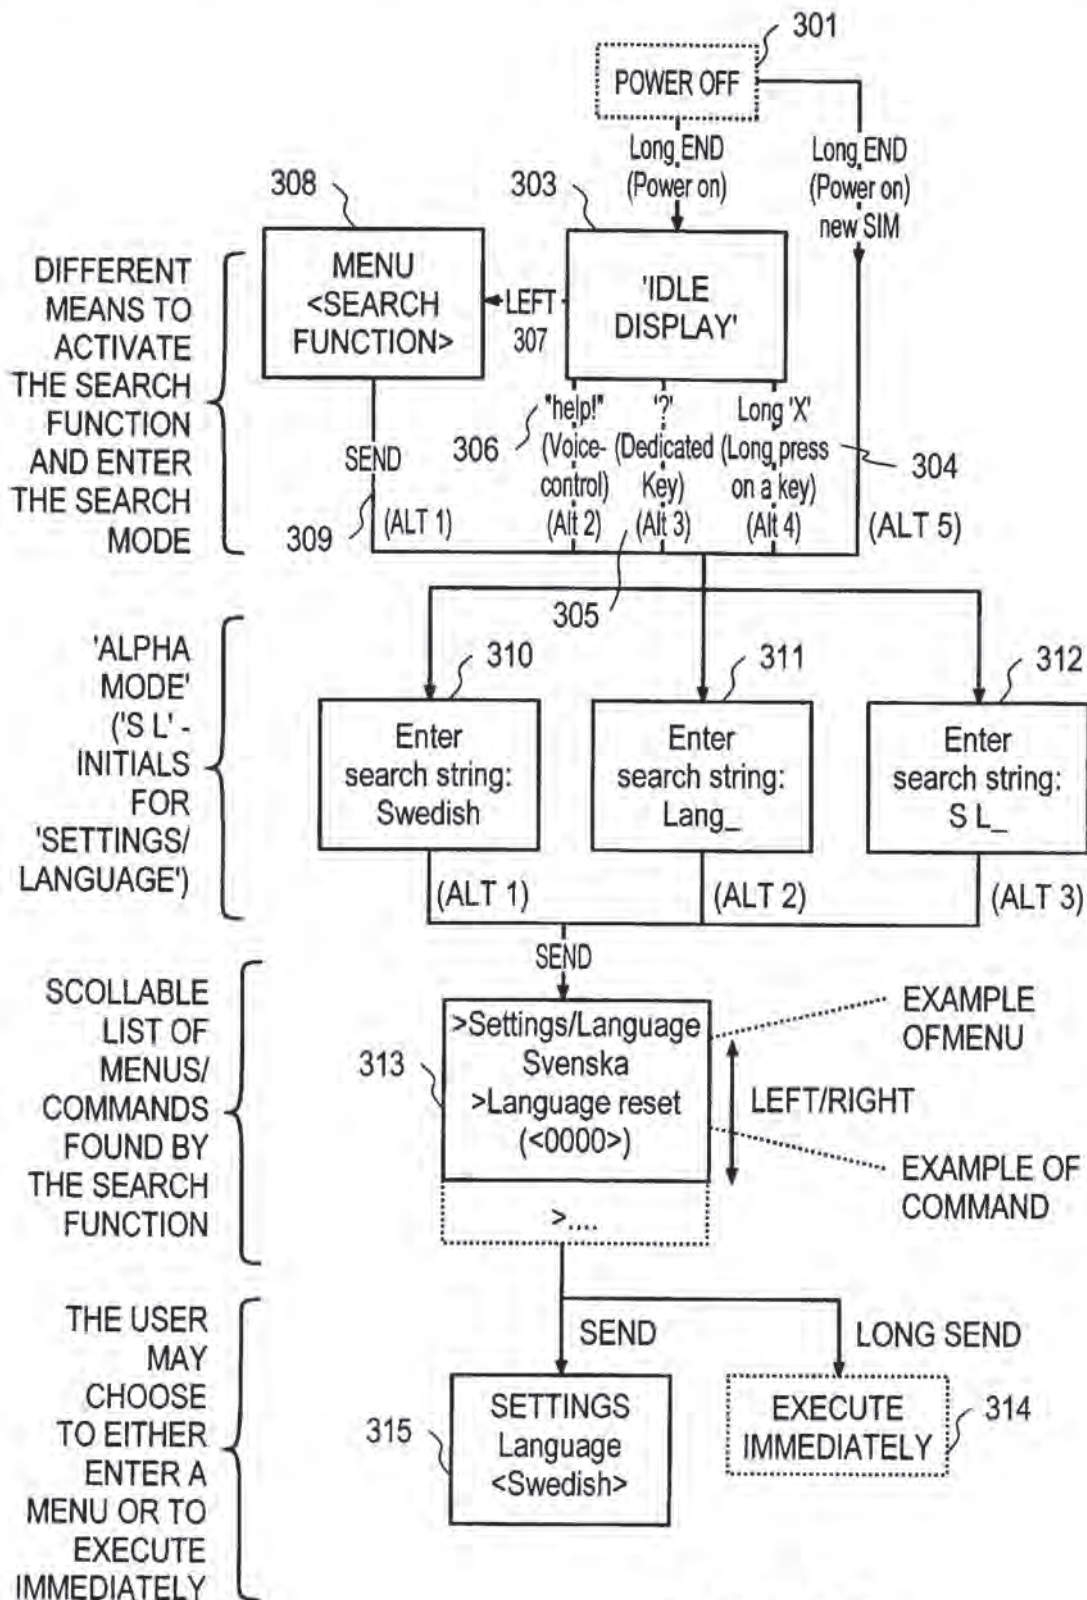 301
POWER OFF
Long END
(Power on)
Long END
(Power on)
new SIM
308
303
MENU
<SEARCH
FUNCTION>
LEFT
307
'IDLE
DISPLAY'
DIFFERENT
MEANS TO
ACTIVATE
THE SEARCH
FUNCTION
AND ENTER
THE SEARCH
MODE
SEND
309
(ALT 1)
306
"help!"
(Voice-
control)
(Alt 2)
'?'
(Dedicated
Key)
(Alt 3)
Long 'X'
(Long press
on a key)
(Alt 4)
304
(ALT 5)
305
'ALPHA
MODE'
('S L' -
INITIALS
FOR
'SETTINGS/
LANGUAGE')
310
Enter
search string:
Swedish
(ALT 1)
311
Enter
search string:
Lang_
(ALT 2)
312
Enter
search string:
S L_
(ALT 3)
SEND
SCOLLABLE
LIST OF
MENUS/
COMMANDS
FOUND BY
THE SEARCH
FUNCTION
313
>Settings/Language
Svenska
>Language reset
(<0000>)
>....
EXAMPLE
OFMENU
LEFT/RIGHT
EXAMPLE OF
COMMAND
THE USER
MAY
CHOOSE
TO EITHER
ENTER A
MENU OR TO
EXECUTE
IMMEDIATELY
SEND
LONG SEND
315
SETTINGS
Language
<Swedish>
EXECUTE
IMMEDIATELY
314